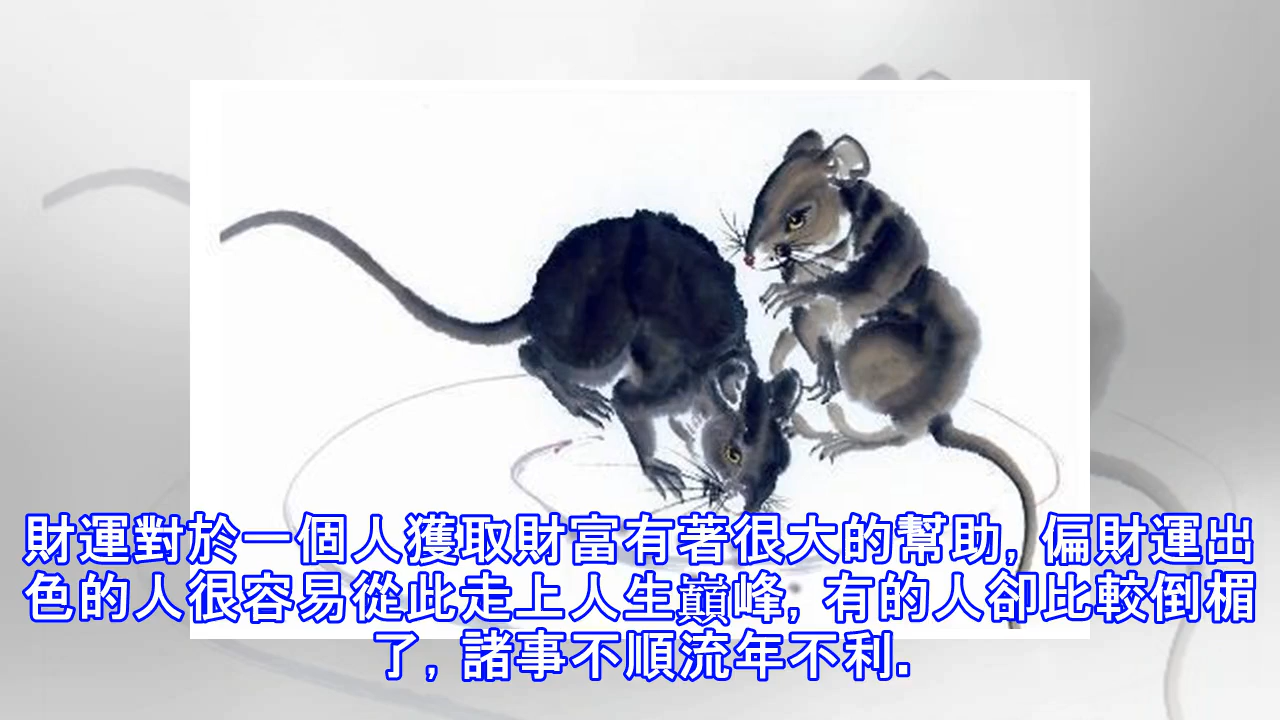 財運對於一個人獲取財富有著很大的幫助, 偏財運出
色的人很容易從此走上人生巔峰, 有的人卻比較倒楣
了, 諸事不順流年不利.